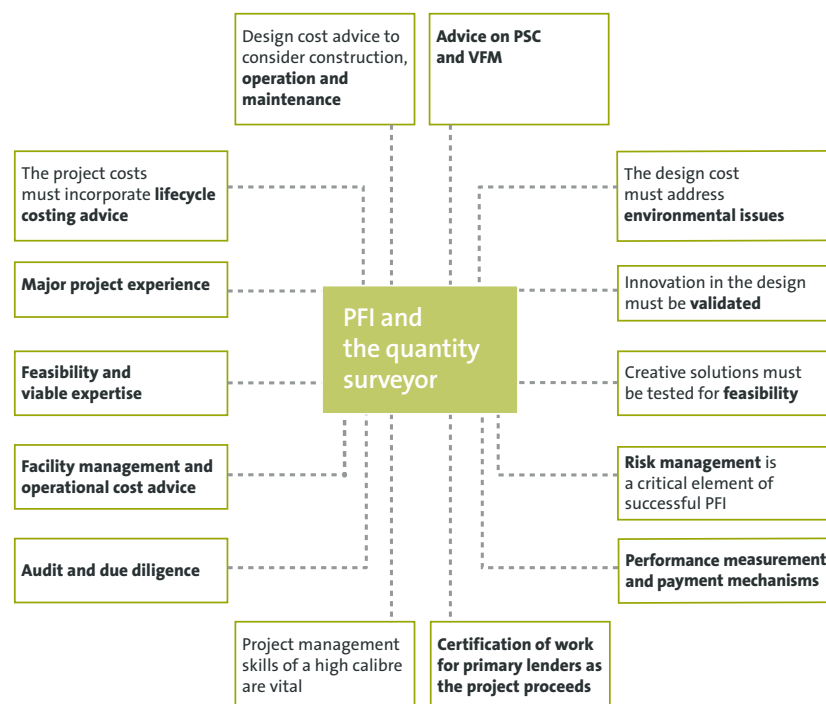 Design cost advice to
consider construction,
operation and
maintenance
Advice on PSC
and VFM
The project costs
must incorporate lifecycle
costing advice
The design cost
must address
environmental issues
Major project experience
Innovation in the design
must be validated
PFI and
the quantity
surveyor
Feasibility and
viable expertise
Creative solutions must
be tested for feasibility
Facility management and
operational cost advice
Risk management is
a critical element of
successful PFI
Audit and due diligence
Performance measurement
and payment mechanisms
Project management
skills of a high calibre
are vital
Certification of work
for primary lenders as
the project proceeds